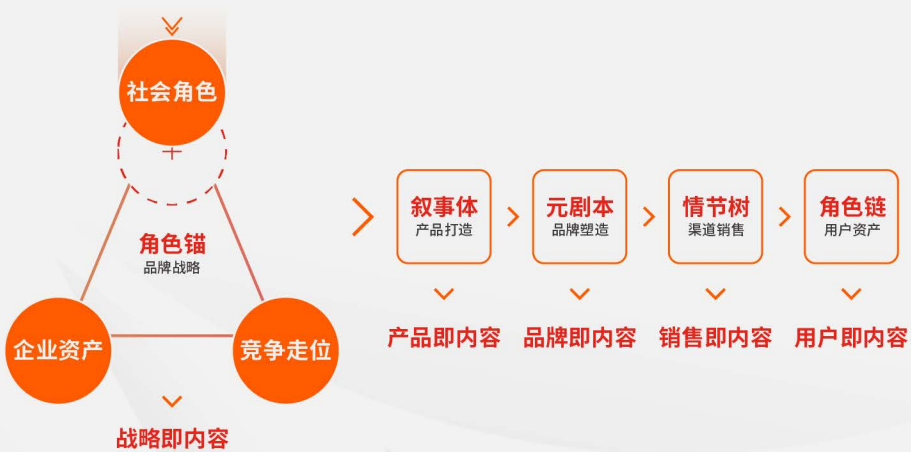 社会角色
角色锚
品牌战略
企业资产
竞争走位
战略即内容
叙事体
产品打造
产品即内容
元剧本
品牌塑造
品牌即内容
情节树
渠道销售
销售即内容
角色链
用户资产
用户即内容